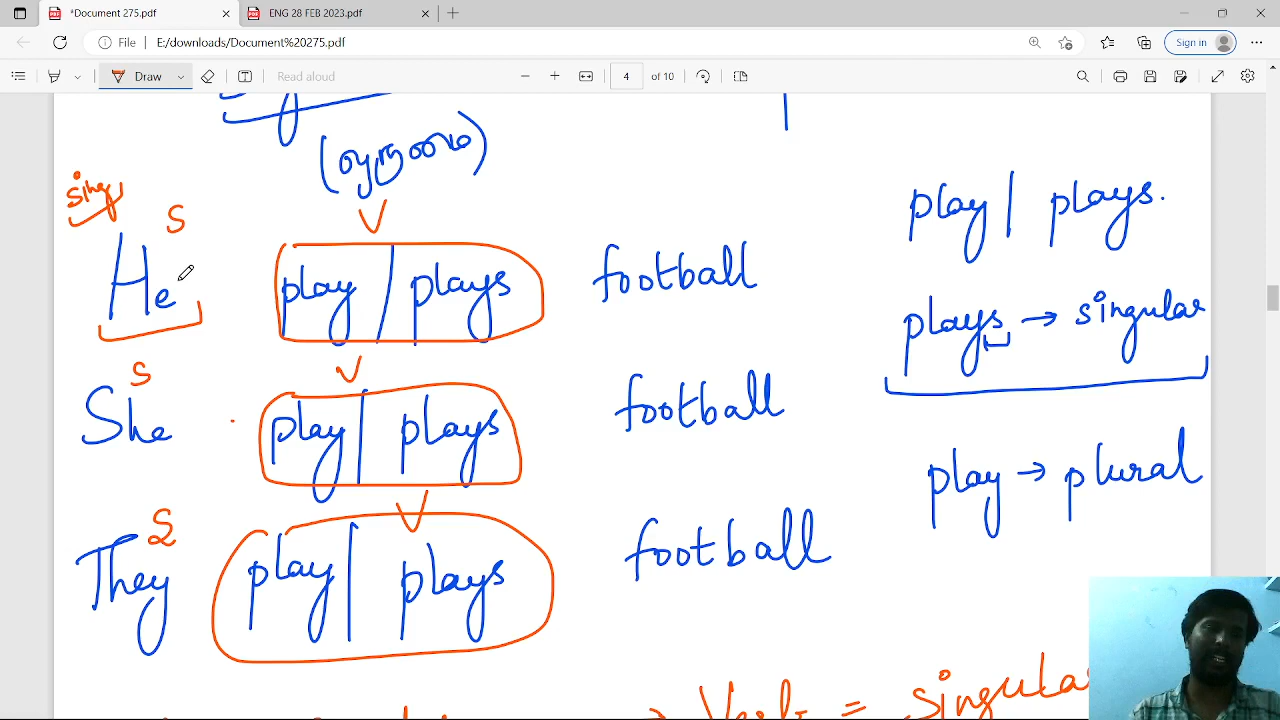 *Document 275.pdf
ENG 28 FEB 2023.pdf
File E:/downloads/Document%20275.pdf
Sign in
Draw
Read aloud
4 of 10
sing
S V
He play / plays football
S V
She play | plays football
S V
They play | plays football
play | plays.
plays → singular
play → plural
→ Verb = singular